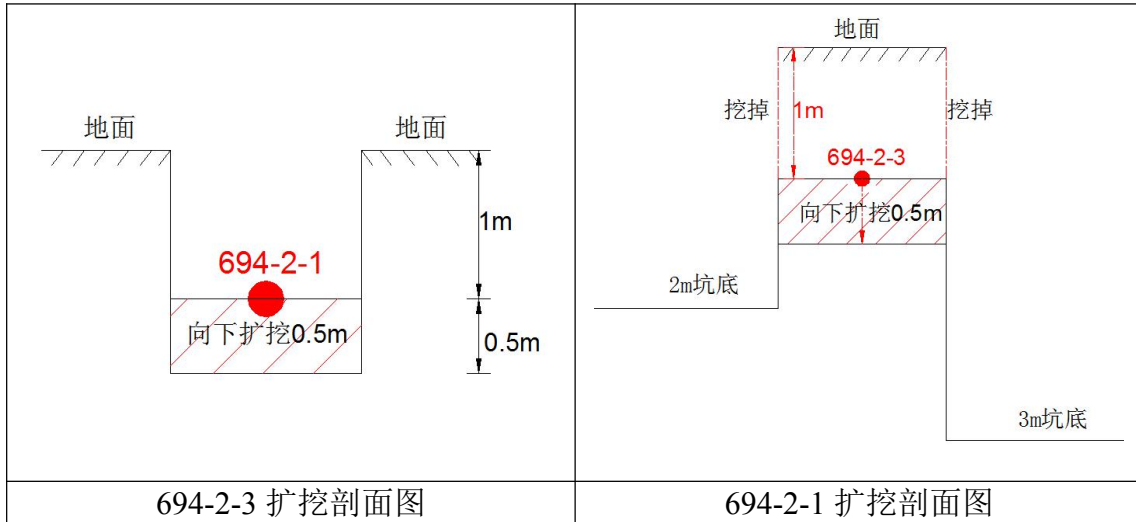 地面
地面
1m
694-2-1
向下扩挖0.5m
0.5m
694-2-3 扩挖剖面图
地面
挖掉
1m
挖掉
694-2-3
向下扩挖0.5m
2m坑底
3m坑底
694-2-1 扩挖剖面图